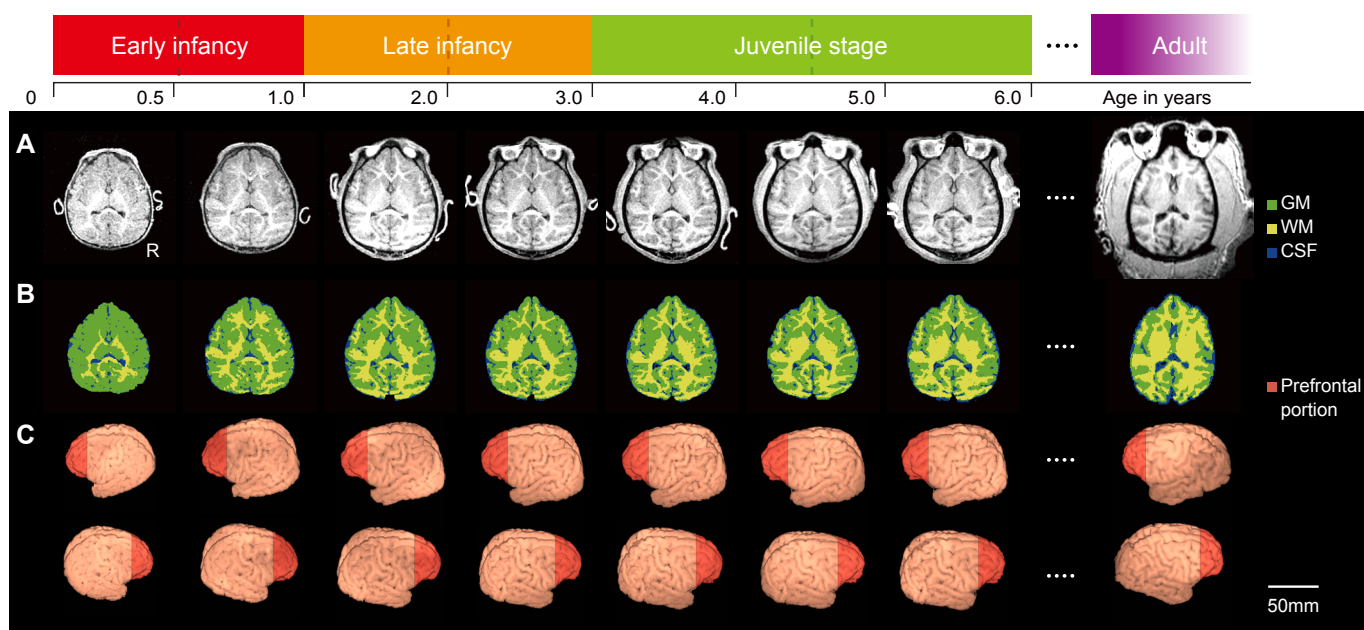 Early infancy
Late infancy
Juvenile stage
....
Adult
0
0.5
1.0
2.0
3.0
4.0
5.0
6.0
Age in years
A
R
....
GM
WM
CSF
B
....
Prefrontal
portion
C
....
....
50mm